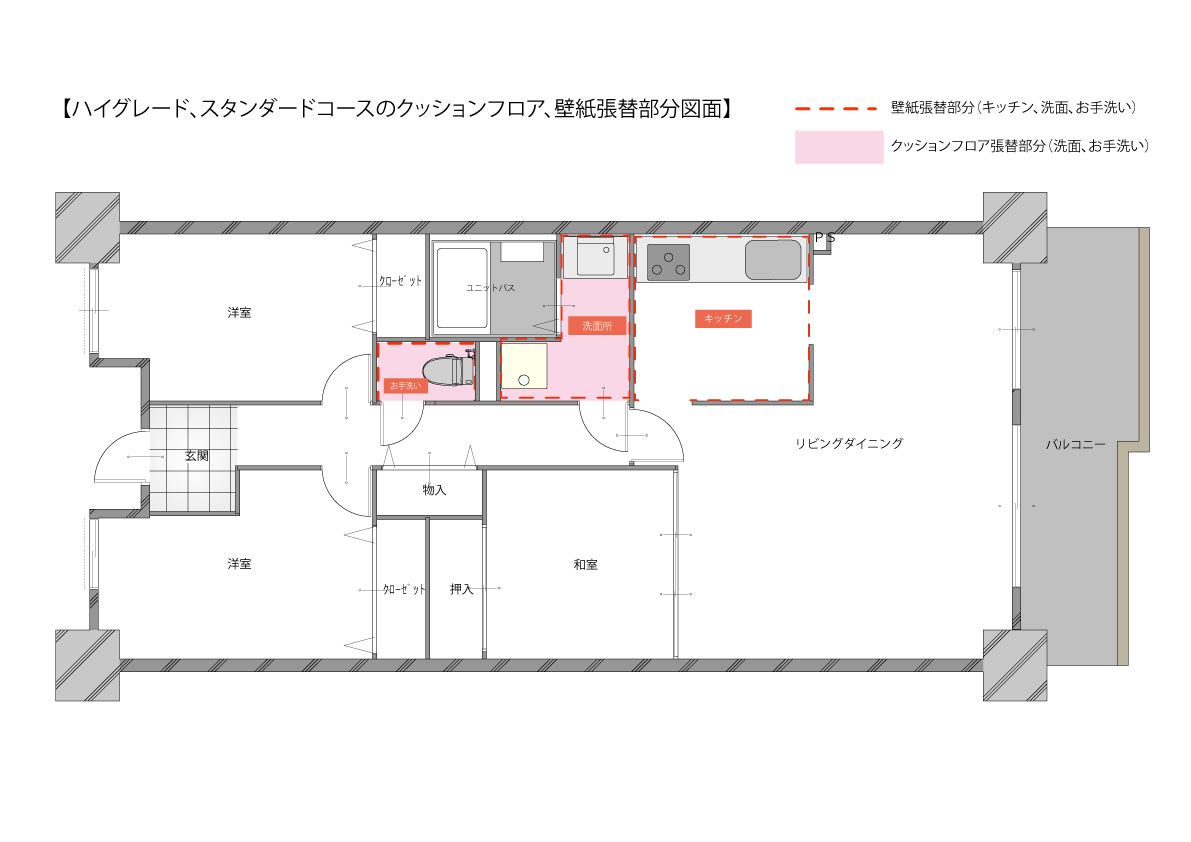 【ハイグレード、スタンダードコースのクッションフロア、壁紙張替部分図面】
壁紙張替部分（キッチン、洗面、お手洗い）
クッションフロア張替部分（洗面、お手洗い）
PS
洋室
ｸﾛｰｾﾞｯﾄ
ユニットバス
洗面所
キッチン
お手洗い
玄関
リビングダイニング
バルコニー
物入
洋室
ｸﾛｰｾﾞｯﾄ
押入
和室